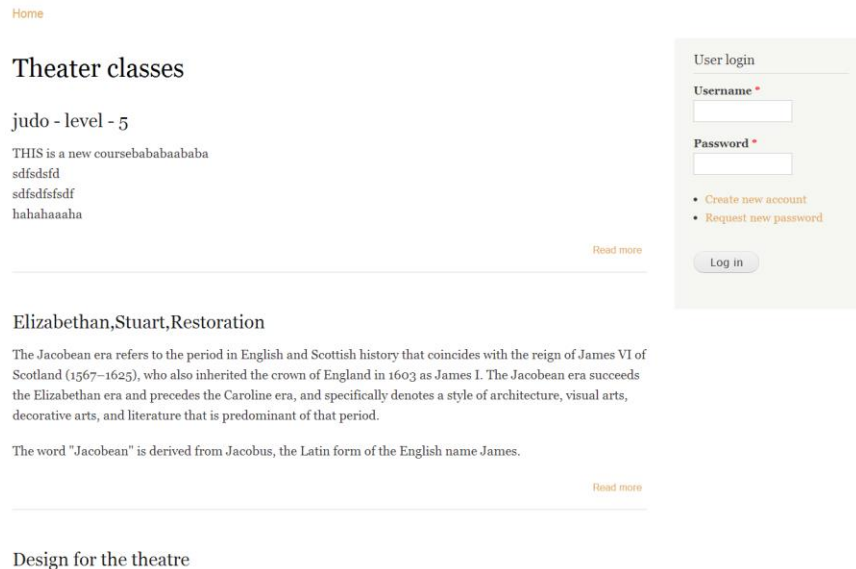 Home
Theater classes
judo - level - 5
THIS is a new coursebababaababa
sdfsdsfd
sdfsdfsfsdf
hahahaaaha
Read more
Elizabethan,Stuart,Restoration
The Jacobean era refers to the period in English and Scottish history that coincides with the reign of James VI of
Scotland (1567–1625), who also inherited the crown of England in 1603 as James I. The Jacobean era succeeds
the Elizabethan era and precedes the Caroline era, and specifically denotes a style of architecture, visual arts,
decorative arts, and literature that is predominant of that period.
The word "Jacobean" is derived from Jacobus, the Latin form of the English name James.
Read more
Design for the theatre
User login
Username *
Password *
• Create new account
• Request new password
Log in